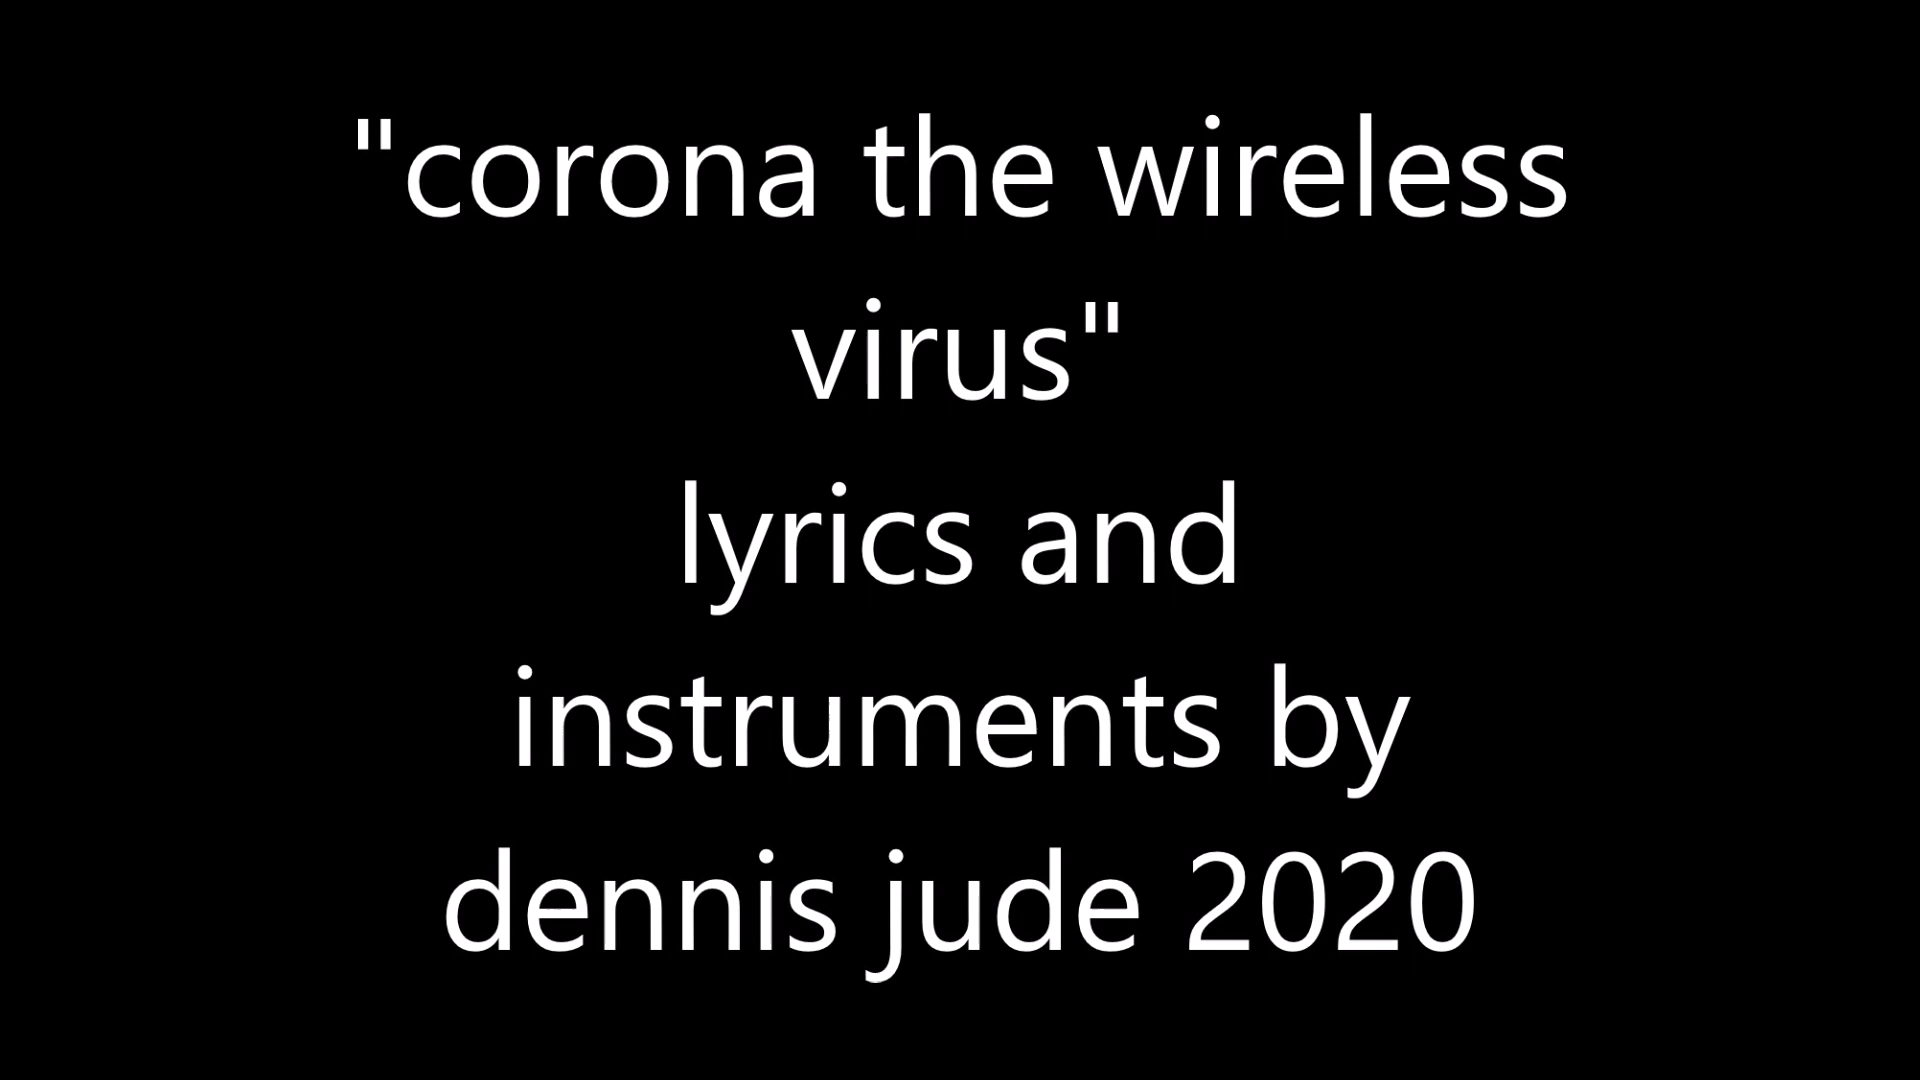 "corona the wireless
virus"
lyrics and
instruments by
dennis jude 2020